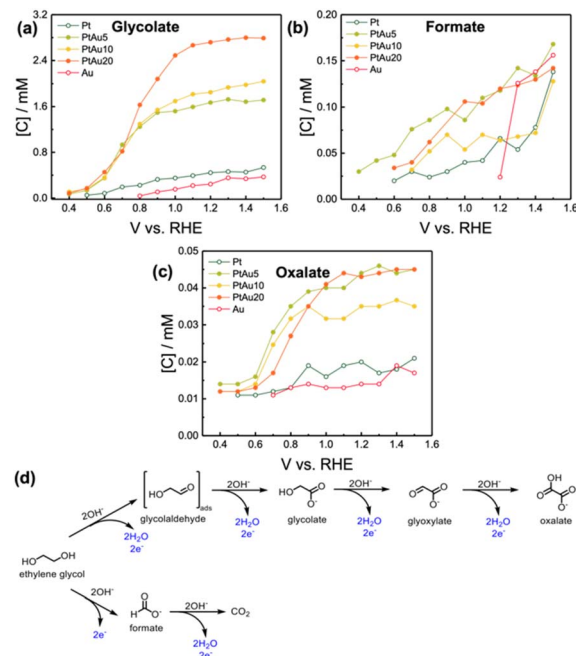 (a) Glycolate
Pt
PtAu5
PtAu10
PtAu20
Au
[C] / mM
3.2
2.4
1.6
0.8
0.0
0.4 0.6 0.8 1.0 1.2 1.4 1.6
V vs. RHE
(b) Formate
Pt
PtAu5
PtAu10
PtAu20
Au
[C] / mM
0.20
0.15
0.10
0.05
0.00
0.4 0.6 0.8 1.0 1.2 1.4 1.6
V vs. RHE
(c) Oxalate
Pt
PtAu5
PtAu10
PtAu20
Au
[C] / mM
0.05
0.04
0.03
0.02
0.01
0.00
0.4 0.6 0.8 1.0 1.2 1.4 1.6
V vs. RHE
(d)
HO O ads
glycolaldehyde
2OH-
2H₂O
2e-
2OH-
2H₂O
2e-
HO O O-
glycolate
2OH-
2H₂O
2e-
O O O-
glyoxylate
2OH-
2H₂O
2e-
O OH O O-
oxalate
HO OH
ethylene glycol
2OH-
2e-
H O O-
formate
2OH-
2H₂O
2e-
CO₂